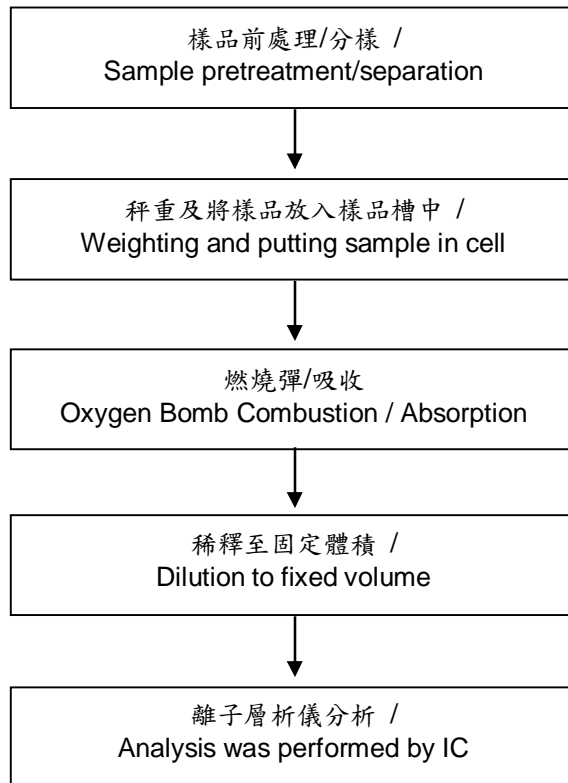 樣品前處理/分樣 /
Sample pretreatment/separation
秤重及將樣品放入樣品槽中 /
Weighting and putting sample in cell
燃燒彈/吸收
Oxygen Bomb Combustion / Absorption
稀釋至固定體積 /
Dilution to fixed volume
離子層析儀分析 /
Analysis was performed by IC